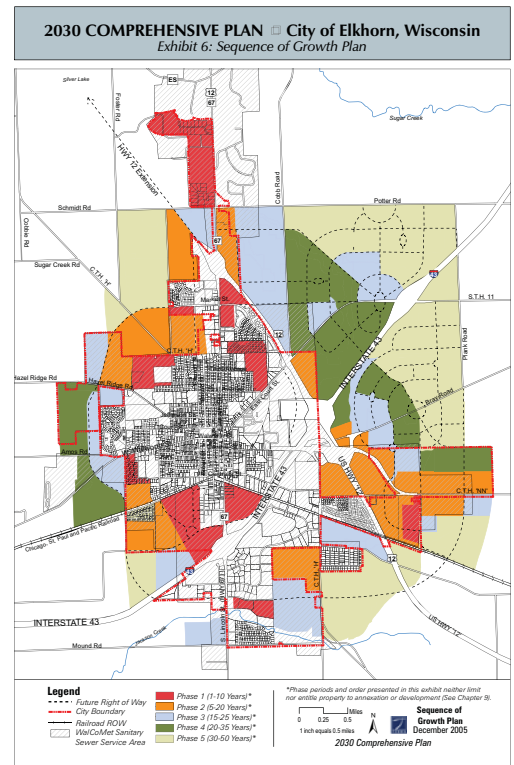 2030 COMPREHENSIVE PLAN □ City of Elkhorn, Wisconsin
Exhibit 6: Sequence of Growth Plan
Silver Lake
ES
12
67
Foster Rd
Sugar Creek
HWY 12 Extension
Cobb Road
Schmidt Rd
Potter Rd
67
Sugar Creek Rd
C.T.H. 'H'
43
S.T.H. 11
Market St.
12
Plank Road
C.T.H. 'H'
INTERSTATE 43
Hazel Ridge Rd
Hazel Ridge Rd
Bray Road
Amos Rd
US HWY 12
INTERSTATE 43
C.T.H. 'NN'
67
Chicago, St. Paul and Pacific Railroad
12
43
C.T.H. 'H'
INTERSTATE 43
S. Lincoln St.
US HWY 12
Jackson Creek
Mound Rd
Legend
Future Right of Way
City Boundary
Railroad ROW
WalCoMet Sanitary
Sewer Service Area
Phase 1 (1-10 Years)*
Phase 2 (5-20 Years)*
Phase 3 (15-25 Years)*
Phase 4 (20-35 Years)*
Phase 5 (30-50 Years)*
*Phase periods and order presented in this exhibit neither limit
nor entitle property to annexation or development (See Chapter 9).
Miles
0 0.25 0.5
1 inch equals 0.5 miles
N
Sequence of
Growth Plan
December 2005
2030 Comprehensive Plan